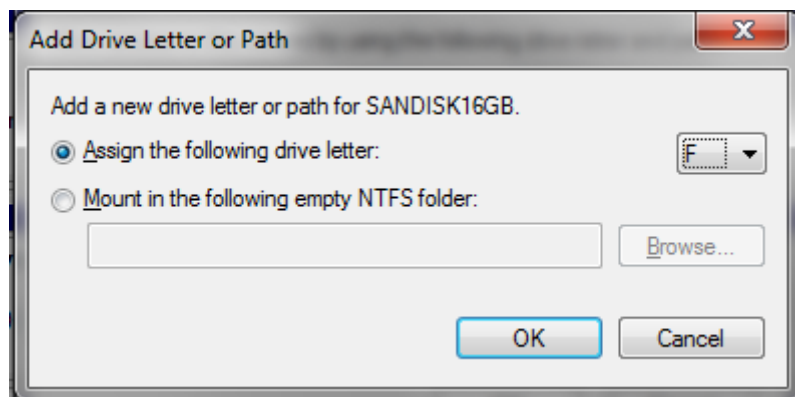 Add Drive Letter or Path
Add a new drive letter or path for SANDISK16GB.
Assign the following drive letter:
F
Mount in the following empty NTFS folder:
Browse...
OK
Cancel